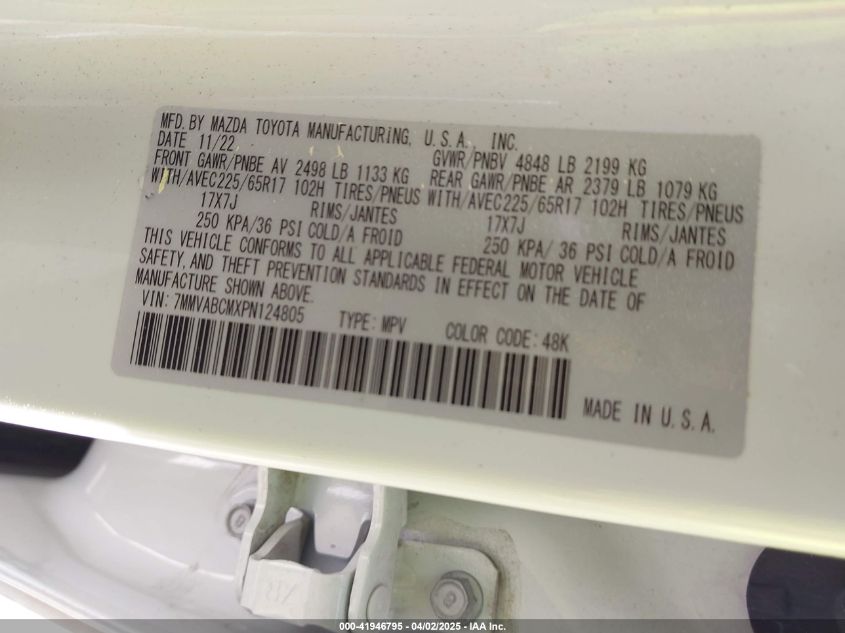 MFD. BY MAZDA TOYOTA MANUFACTURING, U.S.A. INC.
DATE 11/22 GVWR/PNBV 4848 LB 2199 KG
FRONT GAWR/PNBE AV 2498 LB 1133 KG REAR GAWR/PNBE AR 2379 LB 1079 KG
WITH/AVEC225/65R17 102H TIRES/PNEUS WITH/AVEC225/65R17 102H TIRES/PNEUS
17X7J RIMS/JANTES 17X7J RIMS/JANTES
250 KPA/36 PSI COLD/A FROID 250 KPA/ 36 PSI COLD/A FROID
THIS VEHICLE CONFORMS TO ALL APPLICABLE FEDERAL MOTOR VEHICLE
SAFETY, AND THEFT PREVENTION STANDARDS IN EFFECT ON THE DATE OF
MANUFACTURE SHOWN ABOVE.
VIN: 7MMVABCMXPN124805 TYPE: MPV COLOR CODE: 48K
MADE IN U.S.A.
000-41946795 - 04/02/2025 - IAA Inc.